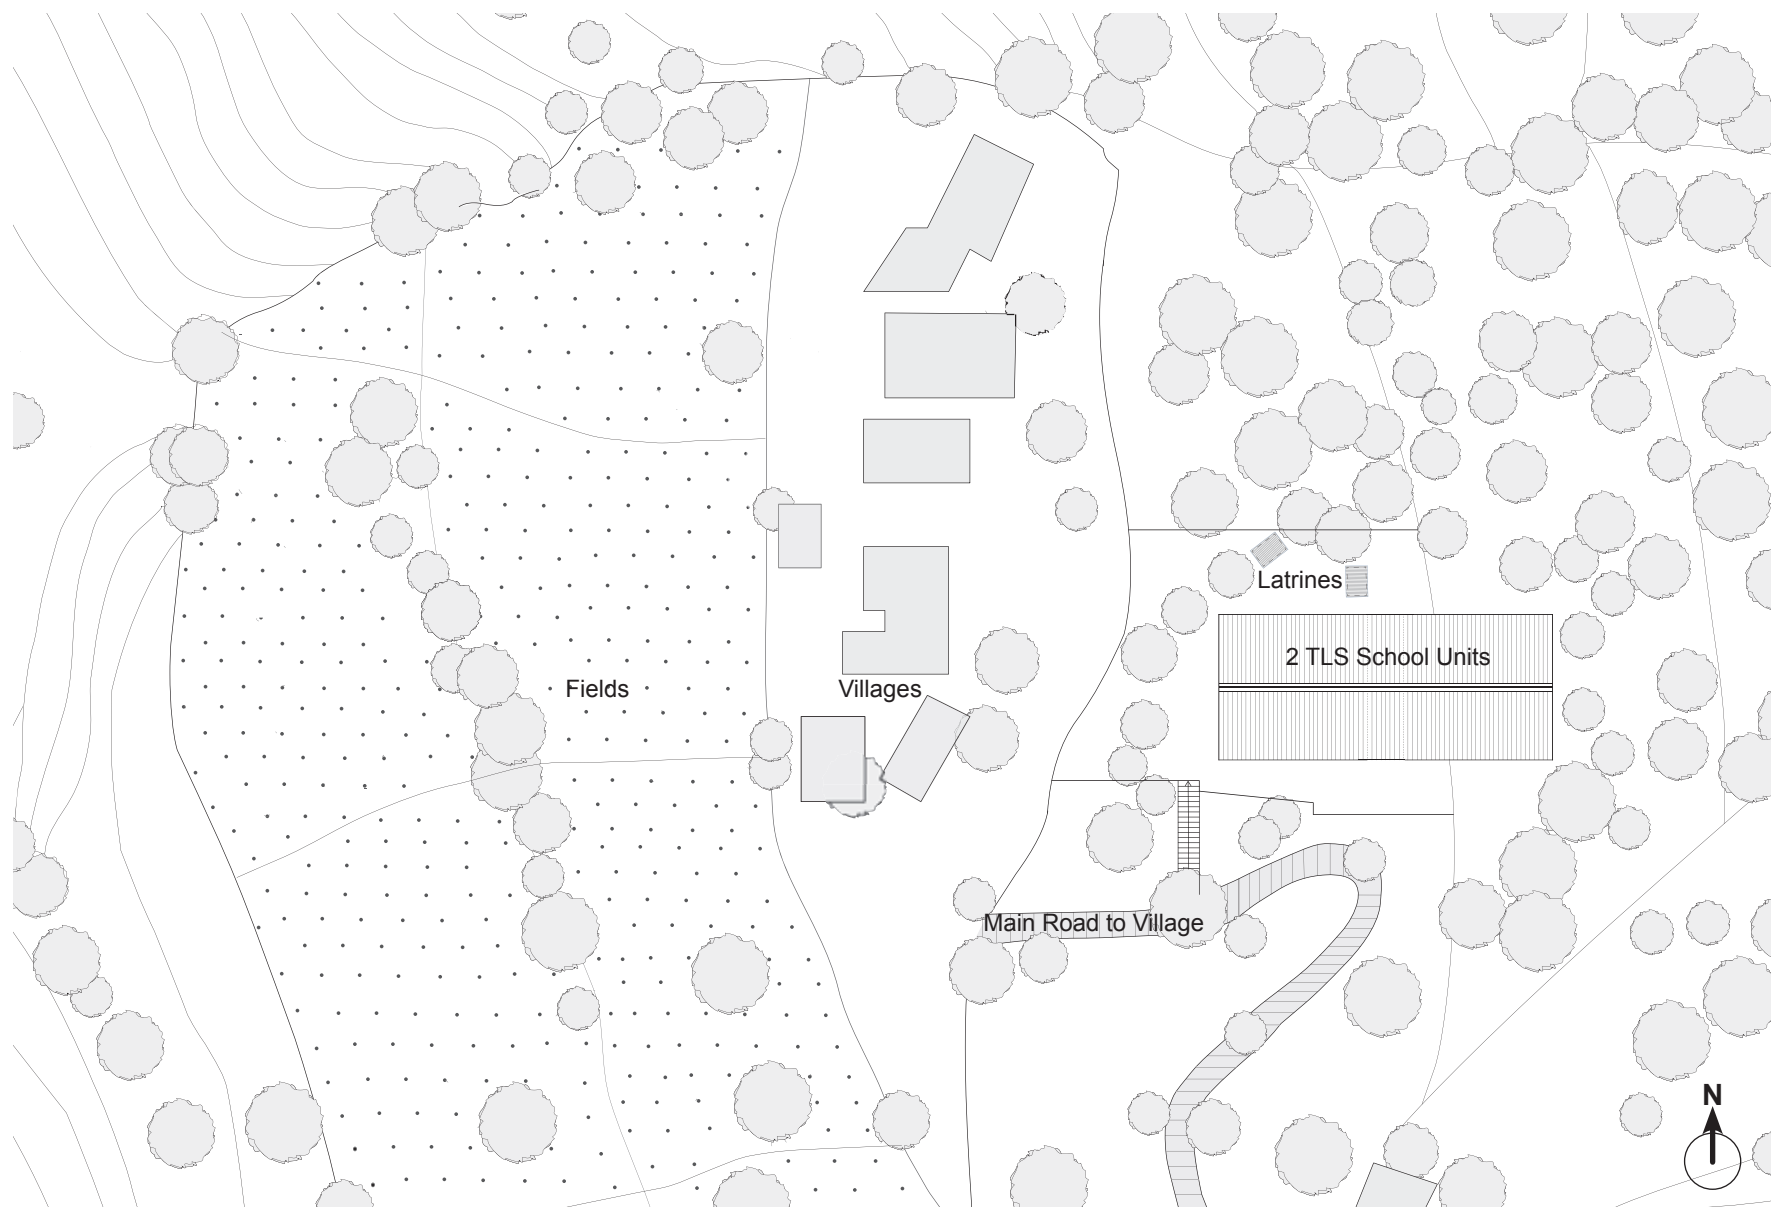 Latrines
2 TLS School Units
Fields
Villages
Main Road to Village
N